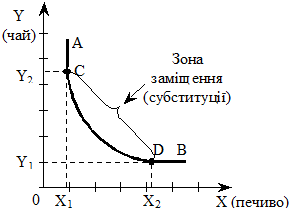 Y
(чай)
A
Зона
заміщення
(субституції)
Y2
C
D
B
Y1
0
X1
X2
X (печиво)